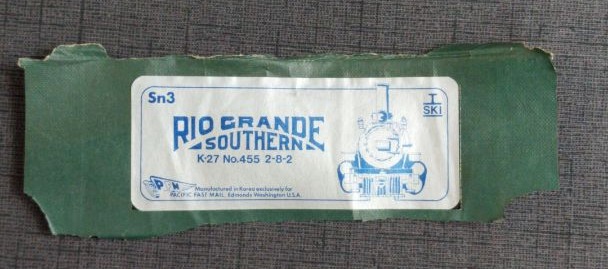 Sn3
RIO GRANDE
SOUTHERN
K·27 No.455 2-8-2
I
SKi
PFM
Manufactured in Korea exclusively for
PACIFIC FAST MAIL, Edmonds Washington U.S.A.